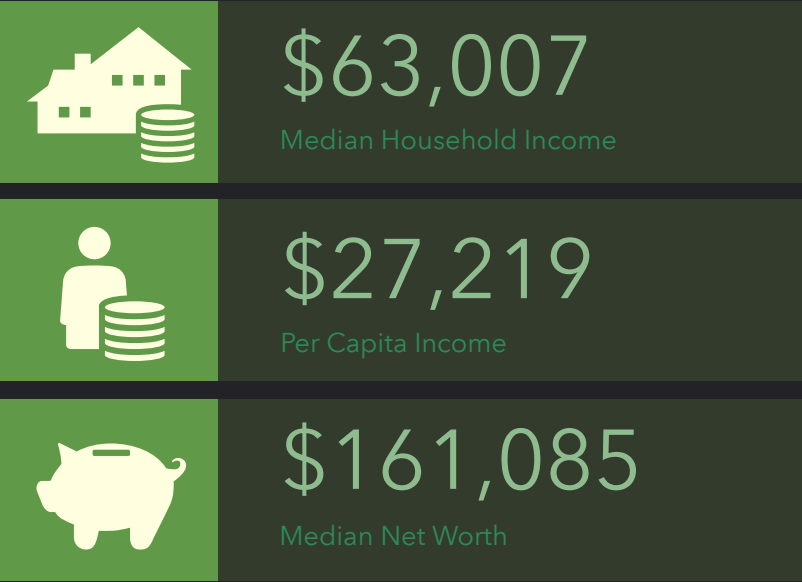 $63,007
Median Household Income
$27,219
Per Capita Income
$161,085
Median Net Worth